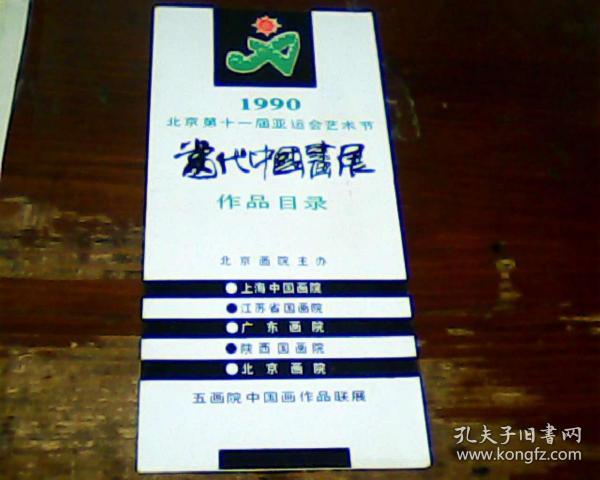 1990
北京第十一届亚运会艺术节
当代中國畫展
作品目录
北京画院主办
上海中国画院
江苏省国画院
广东画院
陕西国画院
北京画院
五画院中国画作品联展
孔夫子旧书网
www.kongfz.com